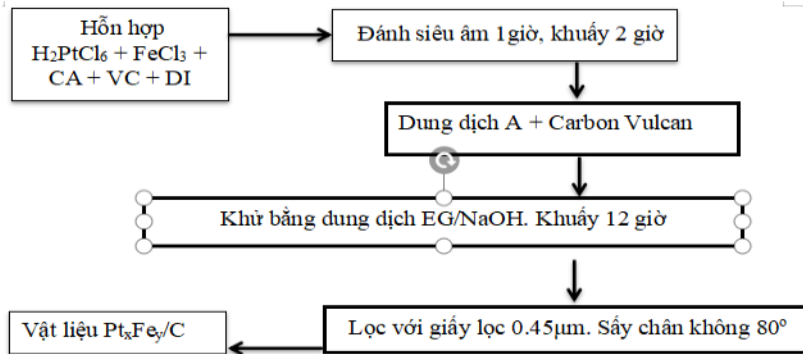 Hỗn hợp
H₂PtCl₆ + FeCl₃ +
CA + VC + DI
Đánh siêu âm 1giờ, khuấy 2 giờ
Dung dịch A + Carbon Vulcan
Khử bằng dung dịch EG/NaOH. Khuấy 12 giờ
Lọc với giấy lọc 0.45μm. Sấy chân không 80⁰
Vật liệu PtₓFeᵧ/C